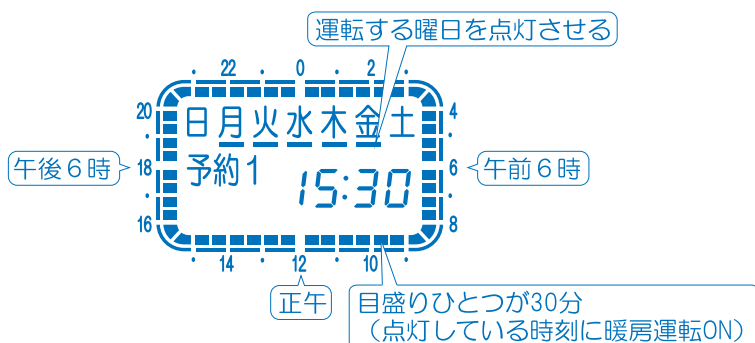 運転する曜日を点灯させる
・ 22 ・ 0 ・ 2 ・
20 4
日月火水木金土
・ ・
午後6時 18 予約1 6 午前6時
15:30
・ ・
16 8
・ 14 ・ 12 ・ 10 ・
正午
目盛りひとつが30分
（点灯している時刻に暖房運転ON）